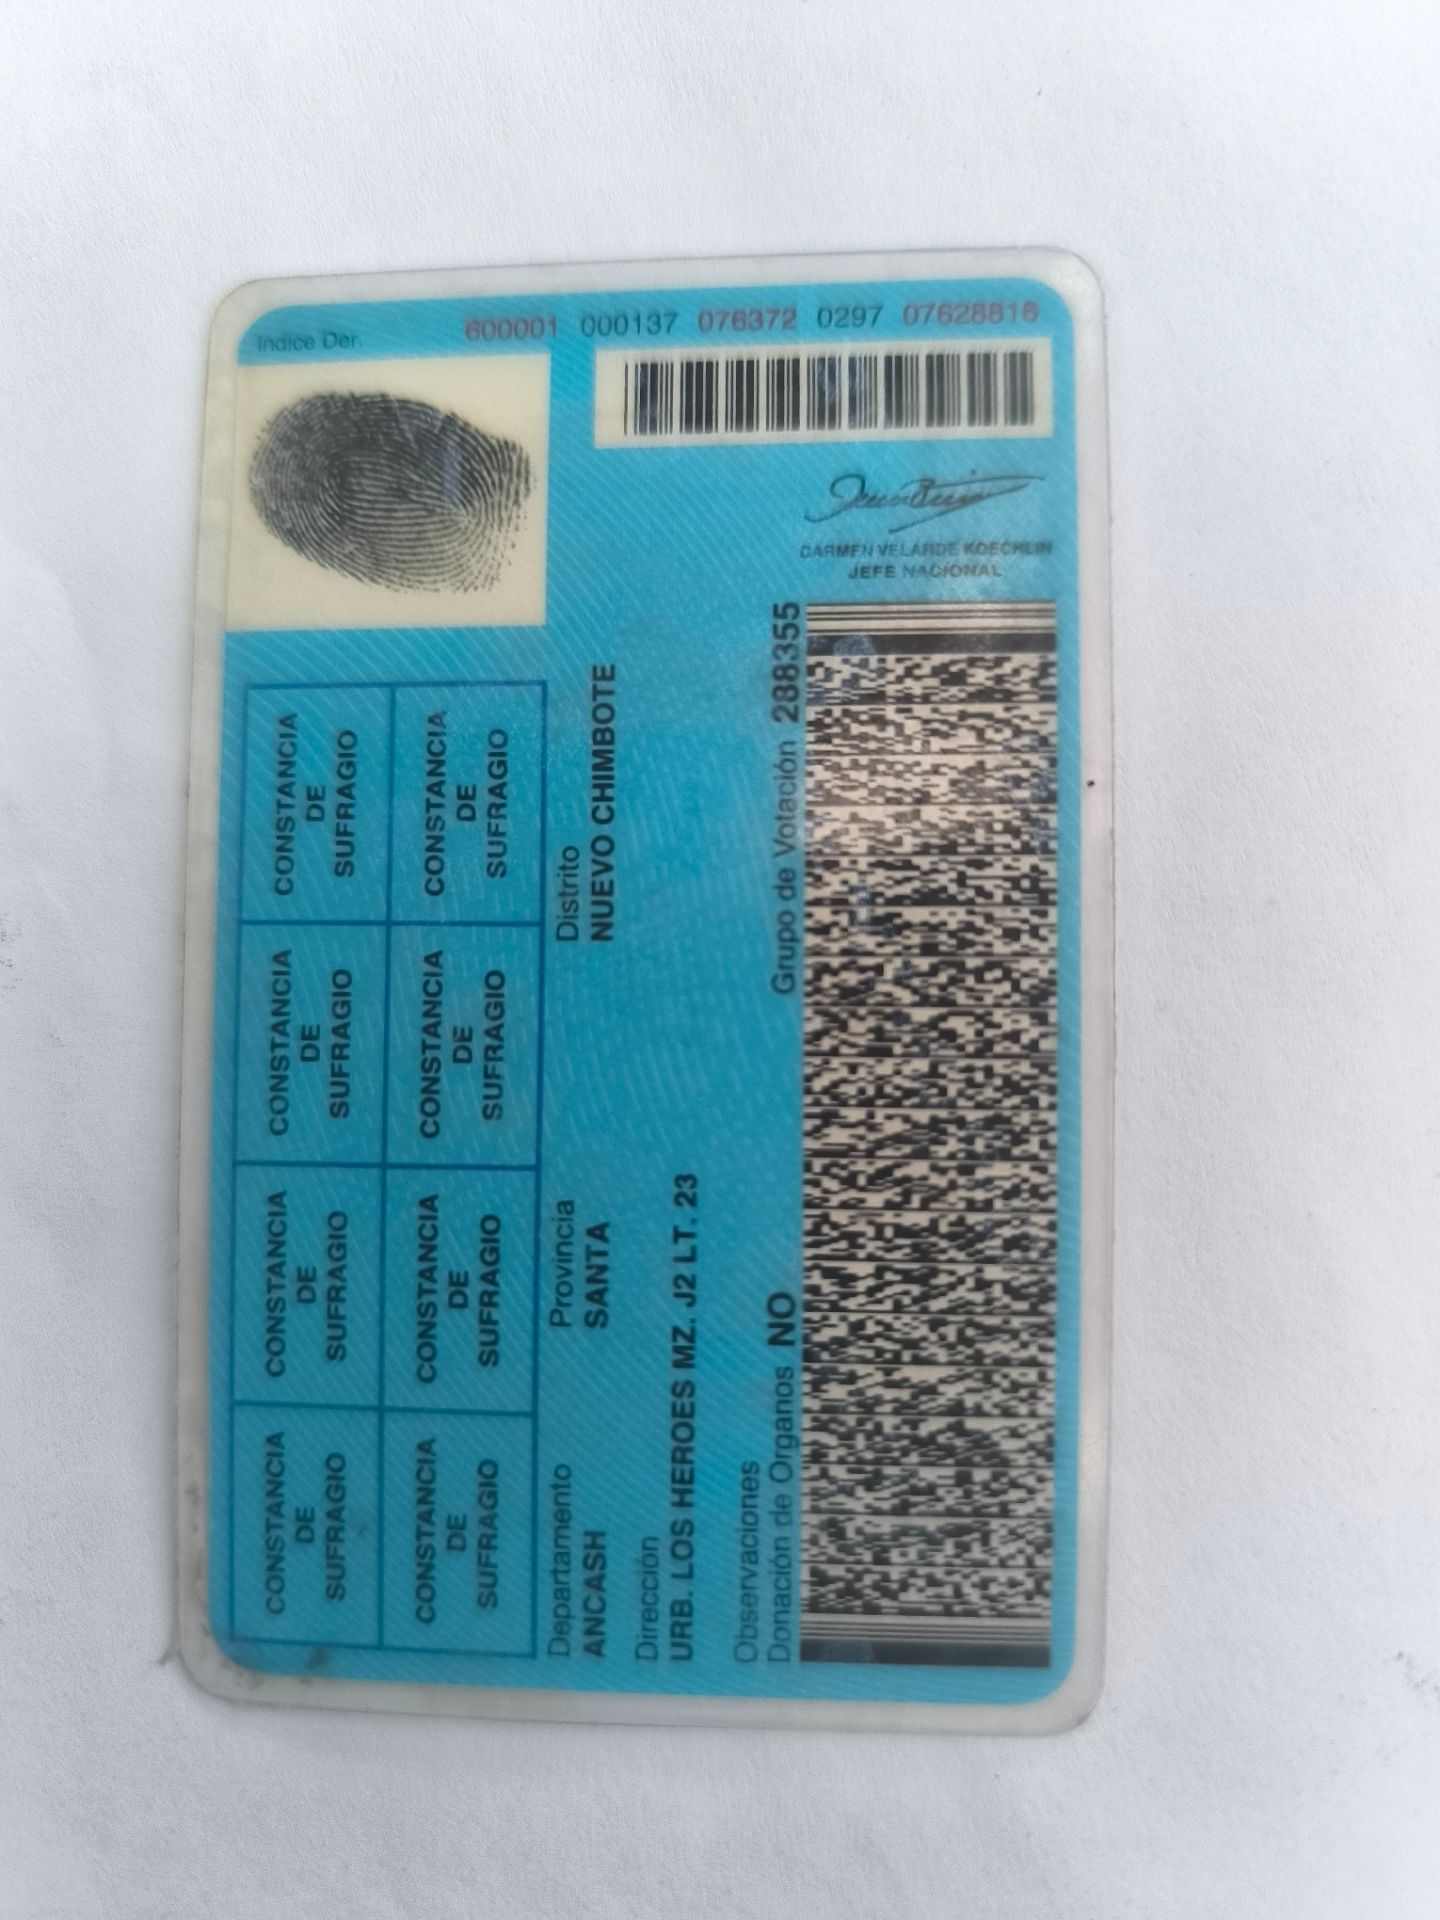 CONSTANCIA DE SUFRAGIO
CONSTANCIA DE SUFRAGIO
CONSTANCIA DE SUFRAGIO
CONSTANCIA DE SUFRAGIO
CONSTANCIA DE SUFRAGIO
CONSTANCIA DE SUFRAGIO
CONSTANCIA DE SUFRAGIO
CONSTANCIA DE SUFRAGIO
Indice Der.
600001 000137 076372 0297 07628816
Departamento
ANCASH
Provincia
SANTA
Distrito
NUEVO CHIMBOTE
Dirección
URB. LOS HEROES MZ. J2 LT. 23
Observaciones
Donación de Organos NO
Grupo de Votación 288355
CARMEN VELARDE KOECHLIN
JEFE NACIONAL